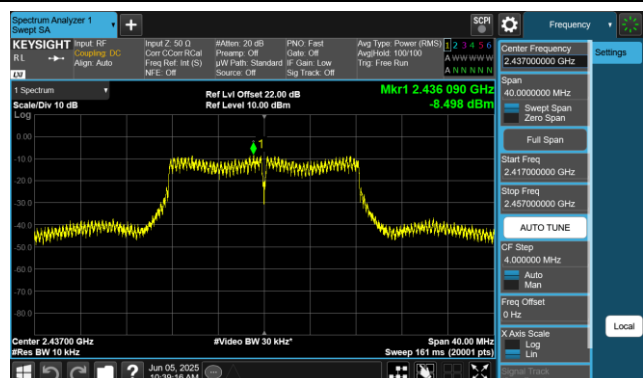 Spectrum Analyzer 1
Swept SA
+
SCPI
Frequency
KEYSIGHT
RL
LXI
Input: RF
Coupling: DC
Align: Auto
Input Z: 50 Ω
Corr CCorr RCal
Freq Ref: Int (S)
NFE: Off
#Atten: 20 dB
Preamp: Off
µW Path: Standard
Source: Off
PNO: Fast
Gate: Off
IF Gain: Low
Sig Track: Off
Avg Type: Power (RMS)
Avg|Hold: 100/100
Trig: Free Run
1 2 3 4 5 6
A W W W W W
A N N N N N
Center Frequency
2.437000000 GHz
Settings
1 Spectrum
Scale/Div 10 dB
Log
Ref Lvl Offset 22.00 dB
Ref Level 10.00 dBm
Mkr1 2.436 090 GHz
-8.498 dBm
Span
40.0000000 MHz
Swept Span
Zero Span
Full Span
Start Freq
2.417000000 GHz
Stop Freq
2.457000000 GHz
AUTO TUNE
CF Step
4.000000 MHz
Auto
Man
Freq Offset
0 Hz
X Axis Scale
Log
Lin
Signal Track
Local
1
0.00
-10.0
-20.0
-30.0
-40.0
-50.0
-60.0
-70.0
-80.0
Center 2.43700 GHz
#Res BW 10 kHz
#Video BW 30 kHz*
Span 40.00 MHz
Sweep 161 ms (20001 pts)
?
Jun 05, 2025
10:39:16 AM